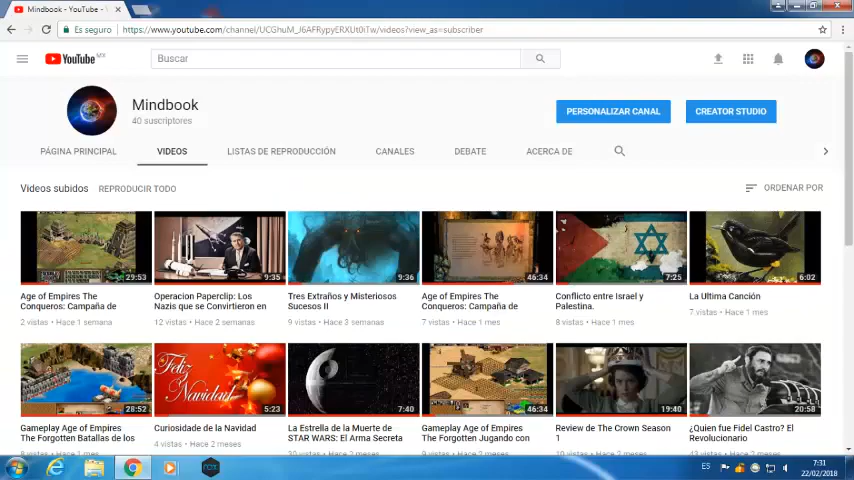 Mindbook - YouTube -
Es seguro
https://www.youtube.com/channel/UCGhuM_J6AFRypyERXUt0iTw/videos?view_as=subscriber
YouTube MX
Buscar
Mindbook
40 suscriptores
PERSONALIZAR CANAL
CREATOR STUDIO
PÁGINA PRINCIPAL
VIDEOS
LISTAS DE REPRODUCCIÓN
CANALES
DEBATE
ACERCA DE
Videos subidos
REPRODUCIR TODO
ORDENAR POR
29:53
9:35
9:36
46:34
7:25
6:02
Age of Empires The
Conqueros: Campaña de
2 vistas • Hace 1 semana
Operacion Paperclip: Los
Nazis que se Convirtieron en
12 vistas • Hace 2 semanas
Tres Extraños y Misteriosos
Sucesos II
9 vistas • Hace 3 semanas
Age of Empires The
Conqueros: Campaña de
7 vistas • Hace 1 mes
Conflicto entre Israel y
Palestina.
8 vistas • Hace 1 mes
La Ultima Canción
7 vistas • Hace 1 mes
28:52
Feliz
Navidad!
5:23
7:40
46:34
19:40
20:58
Gameplay Age of Empires
The Forgotten Batallas de los
Curiosidade de la Navidad
4 vistas • Hace 2 meses
La Estrella de la Muerte de
STAR WARS: El Arma Secreta
Gameplay Age of Empires
The Forgotten Jugando con
Review de The Crown Season
1
¿Quien fue Fidel Castro? El
Revolucionario
ES
7:31
22/02/2018